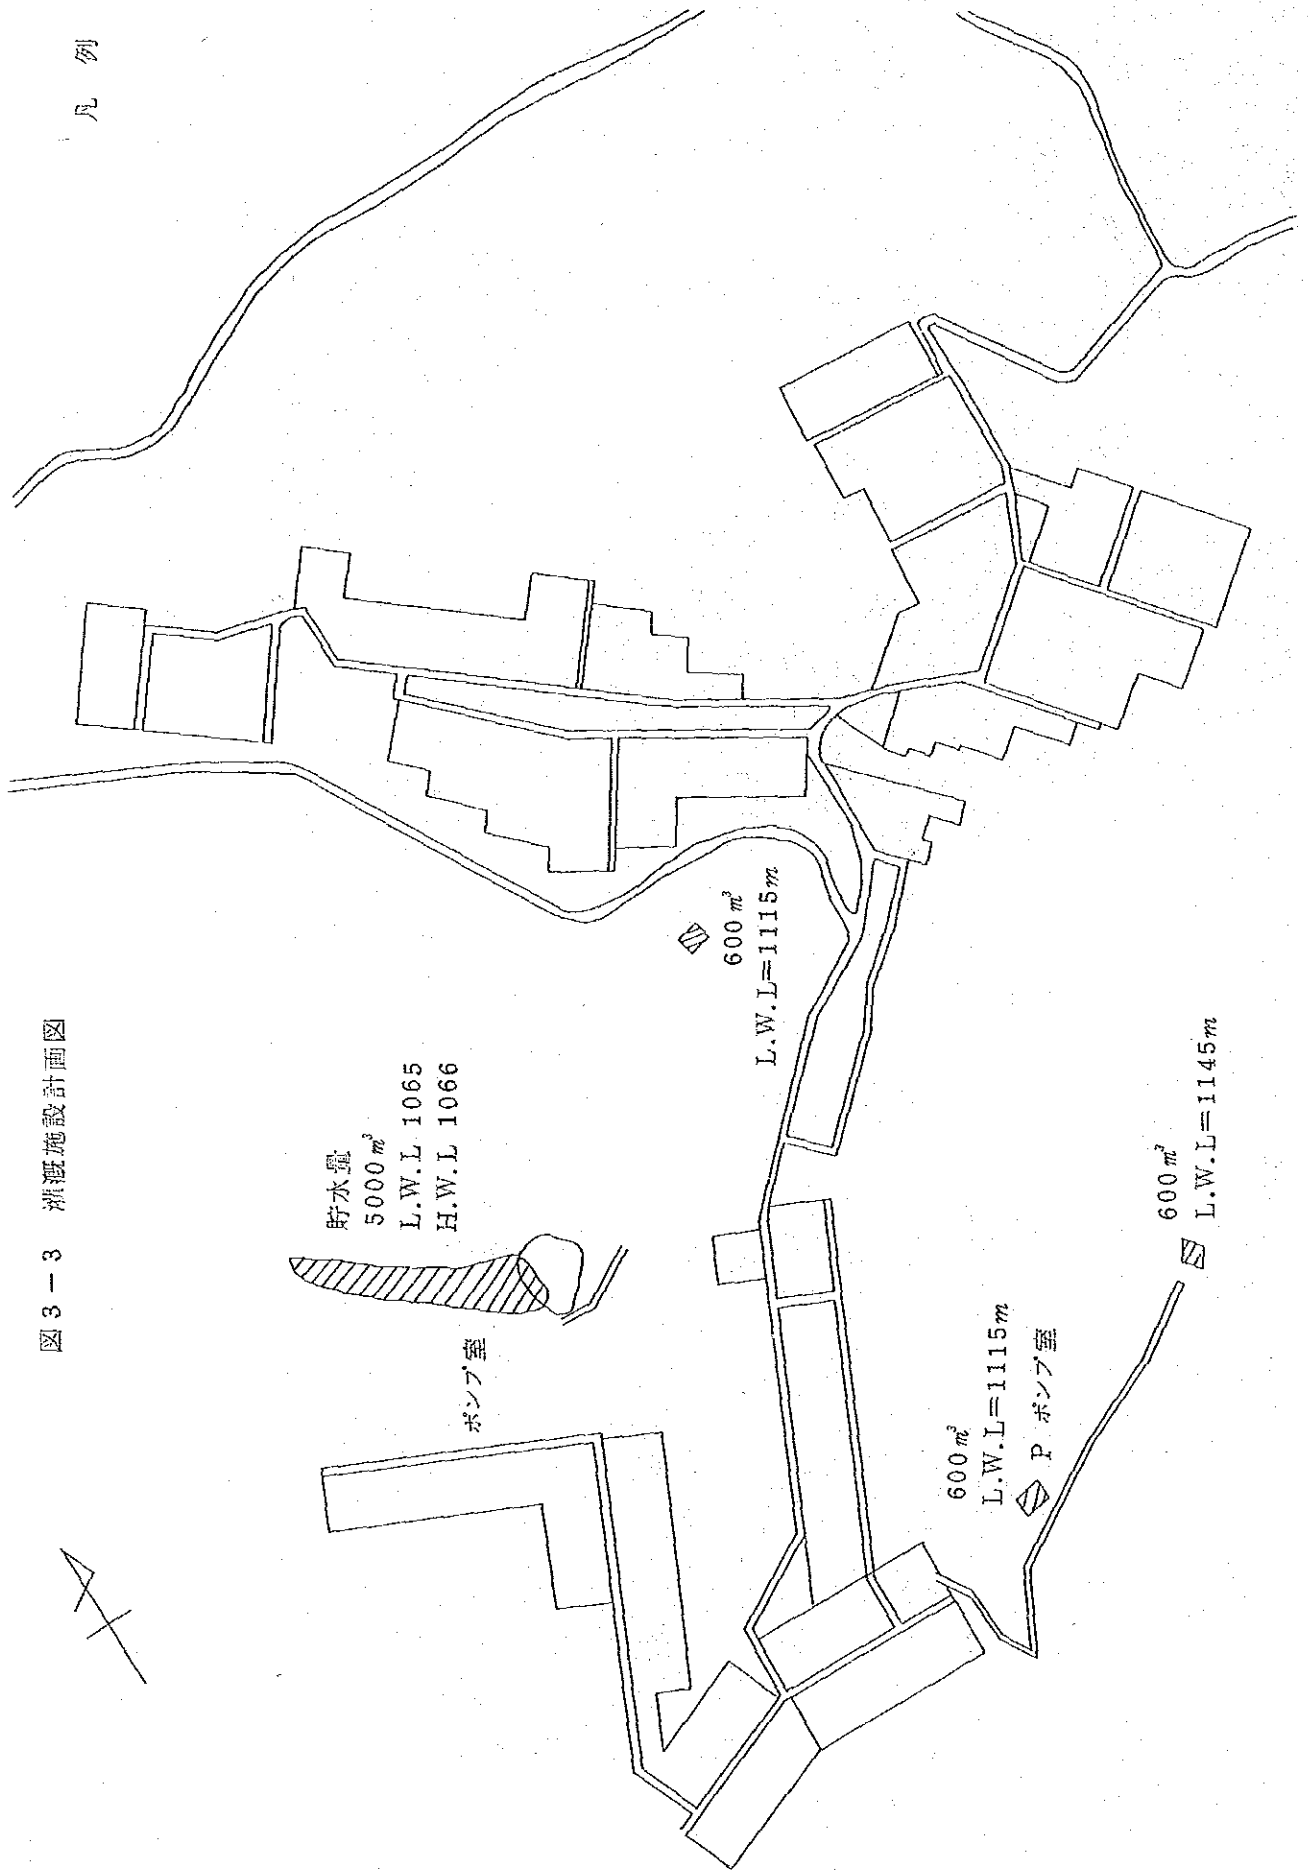 図3－3 灌漑施設計画図
凡例
貯水量
5000m³
L.W.L 1065
H.W.L 1066
ポンプ室
600m³
L.W.L=1115m
600m³
L.W.L=1115m
P ポンプ室
600m³
L.W.L=1145m